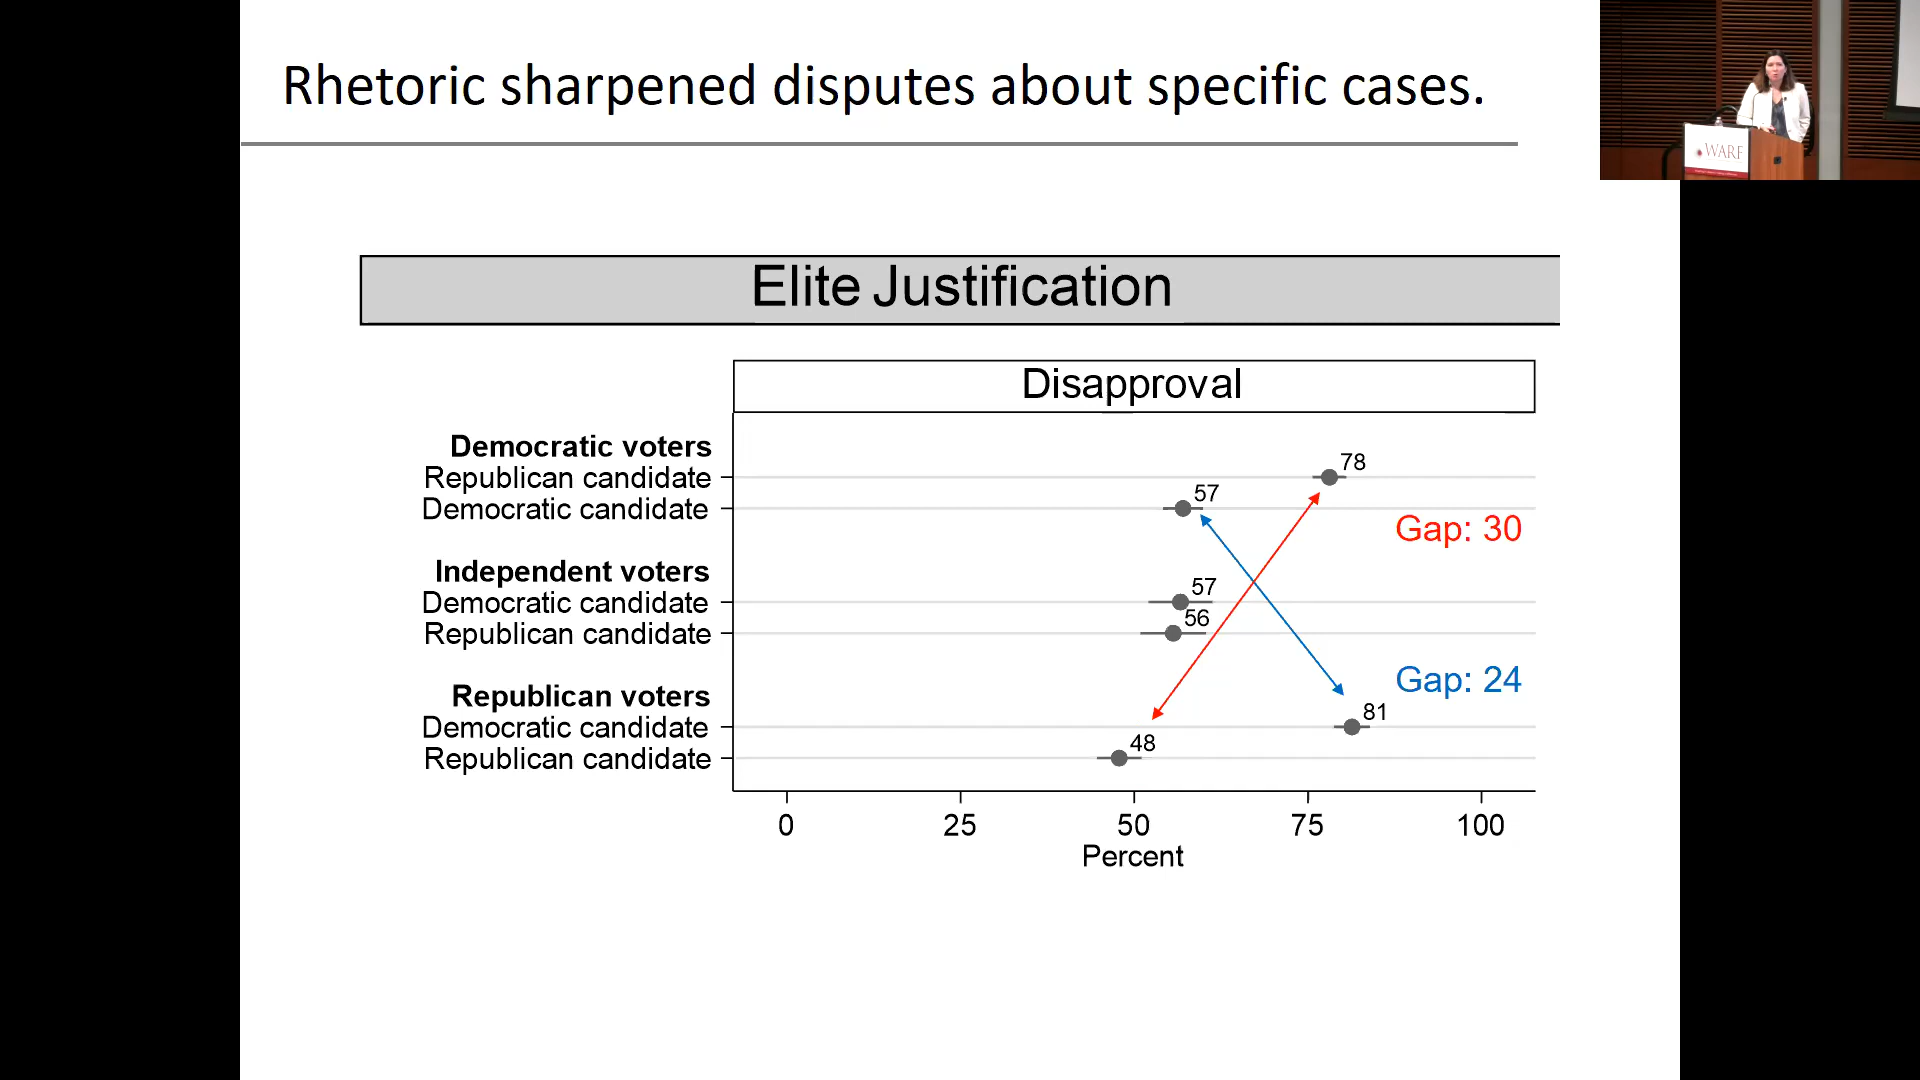 Rhetoric sharpened disputes about specific cases.
WARF
Elite Justification
Disapproval
Democratic voters
Republican candidate
78
Democratic candidate
57
Gap: 30
Independent voters
Democratic candidate
57
Republican candidate
56
Gap: 24
Republican voters
Democratic candidate
81
Republican candidate
48
0 25 50 75 100
Percent